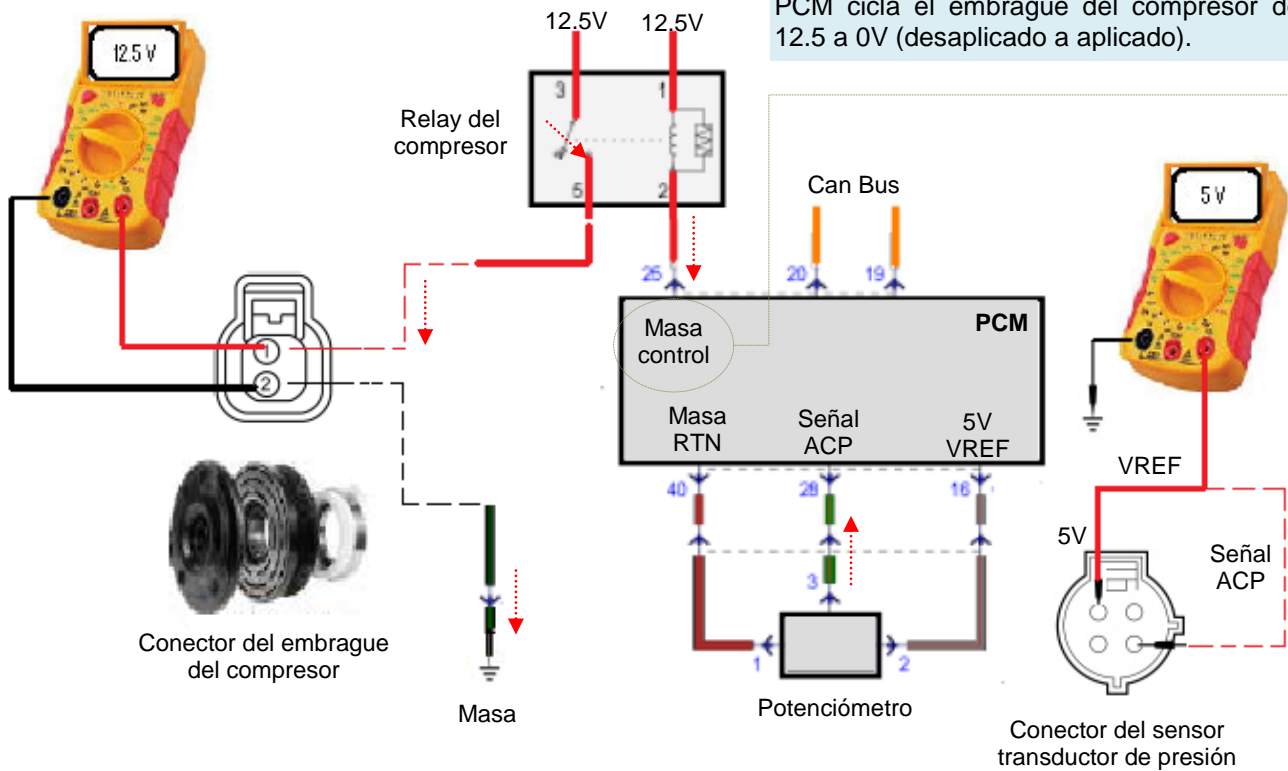 PCM cicla el embrague del compresor d
12.5 a 0V (desaplicado a aplicado).
12.5V
12.5V
12.5 V
3
1
Relay del
compresor
5
2
Can Bus
5 V
25
20
19
Masa
control
PCM
1
2
Masa
RTN
Señal
ACP
5V
VREF
VREF
40
28
16
5V
Señal
ACP
3
Conector del embrague
del compresor
1
2
Masa
Potenciómetro
Conector del sensor
transductor de presión